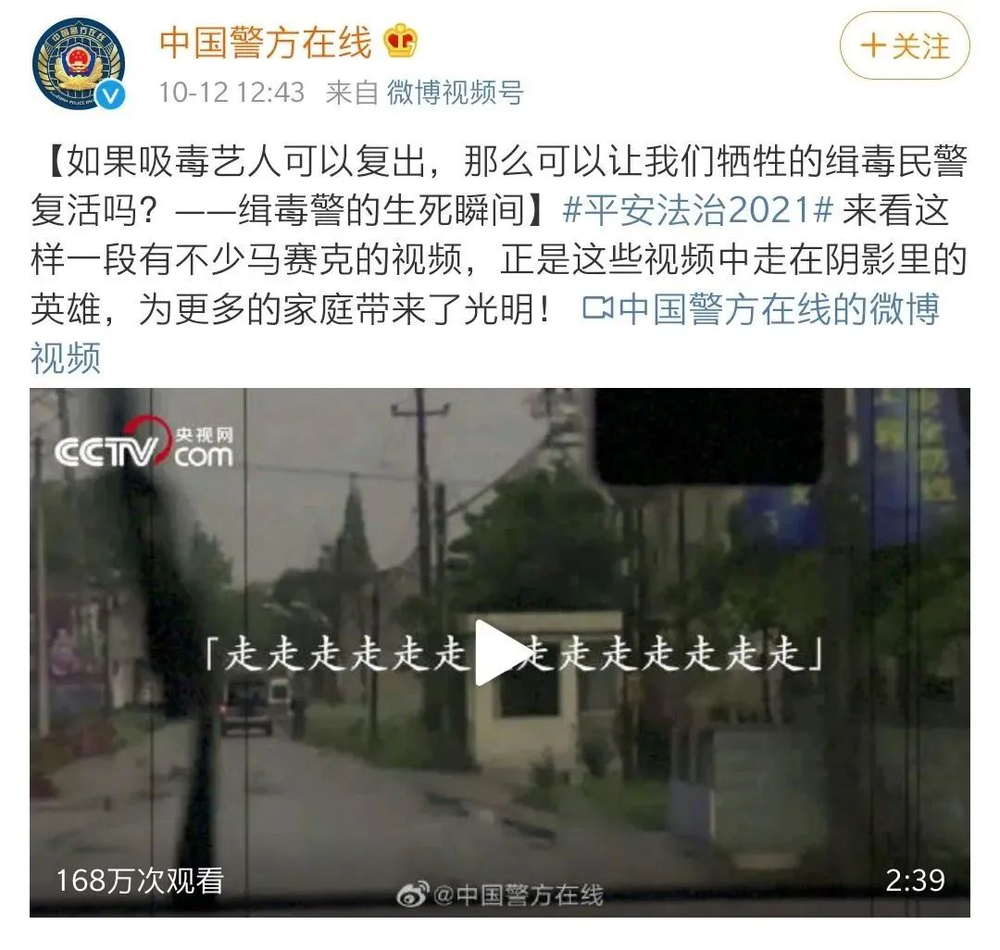 中国警方在线
+关注
10-12 12:43 来自 微博视频号
【如果吸毒艺人可以复出，那么可以让我们牺牲的缉毒民警
复活吗？——缉毒警的生死瞬间】#平安法治2021# 来看这
样一段有不少马赛克的视频，正是这些视频中走在阴影里的
英雄，为更多的家庭带来了光明！ 中国警方在线的微博
视频
CCTV 央视网
com
「走走走走走走 走走走走走走走」
168万次观看
@中国警方在线
2:39